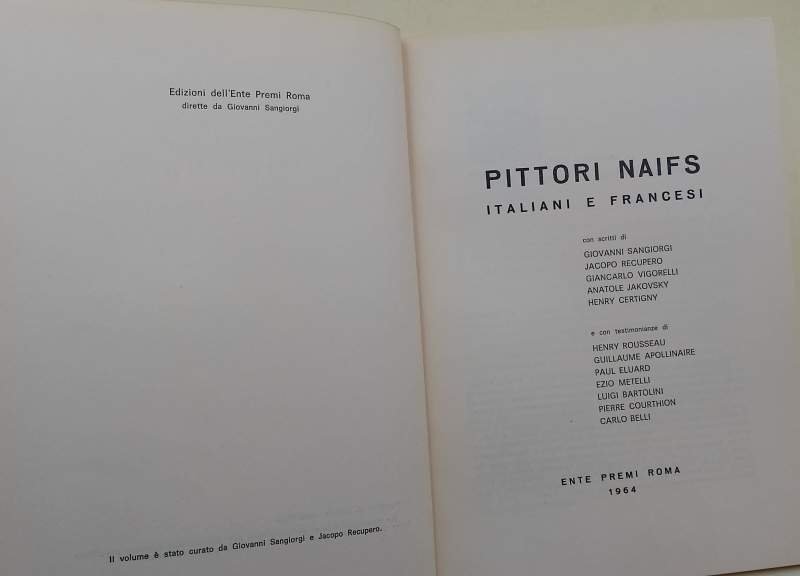 Edizioni dell'Ente Premi Roma
dirette da Giovanni Sangiorgi
Il volume è stato curato da Giovanni Sangiorgi e Jacopo Recupero.
PITTORI NAIFS
ITALIANI E FRANCESI
con scritti di
GIOVANNI SANGIORGI
JACOPO RECUPERO
GIANCARLO VIGORELLI
ANATOLE JAKOVSKY
HENRY CERTIGNY
e con testimonianze di
HENRY ROUSSEAU
GUILLAUME APOLLINAIRE
PAUL ELUARD
EZIO METELLI
LUIGI BARTOLINI
PIERRE COURTHION
CARLO BELLI
ENTE PREMI ROMA
1964